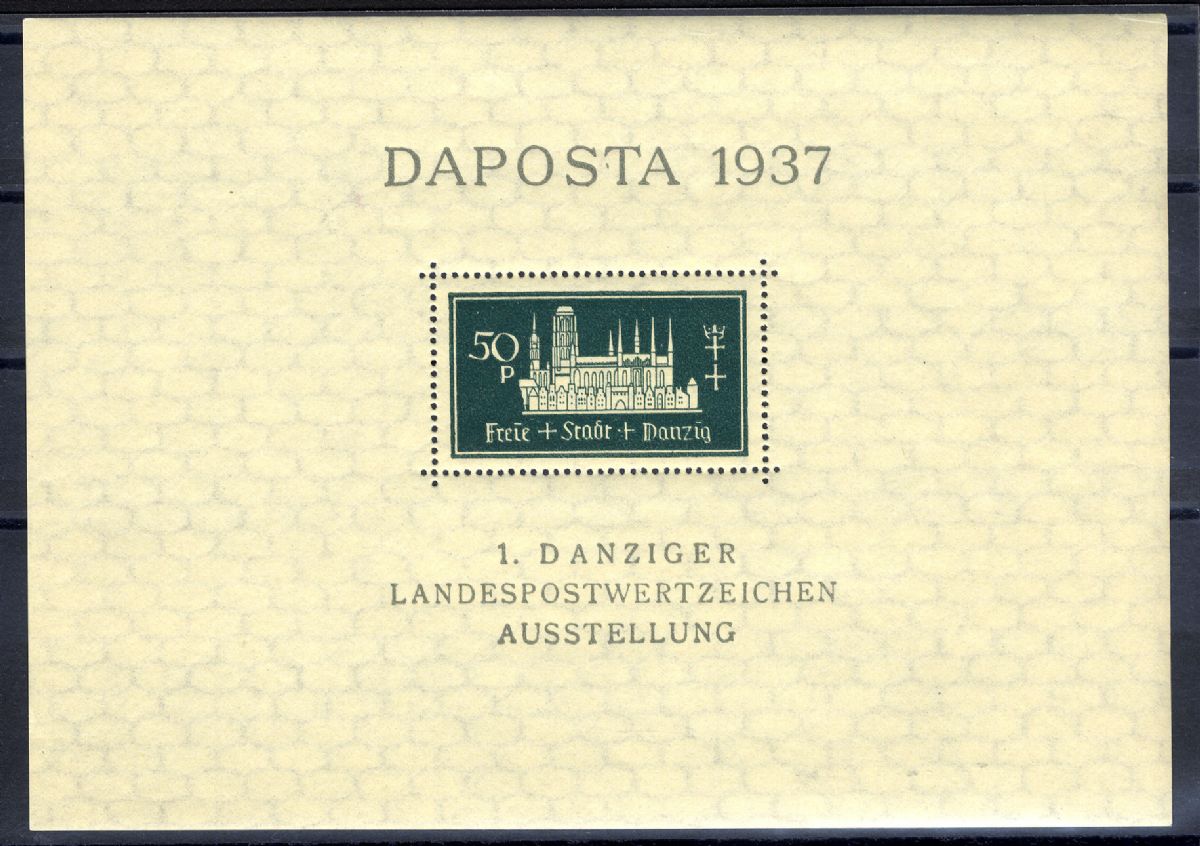 DAPOSTA 1937
50
P
Freie + Stadt + Danzig
1. DANZIGER
LANDESPOSTWERTZEICHEN
AUSSTELLUNG